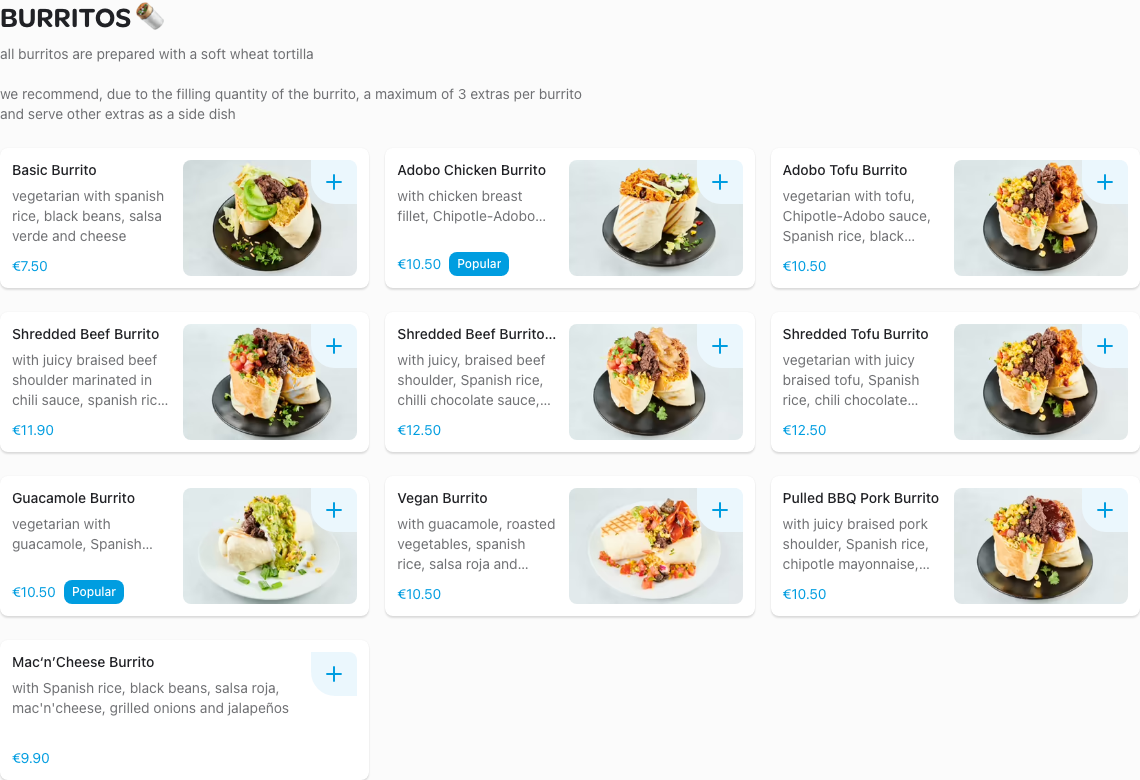 BURRITOS
all burritos are prepared with a soft wheat tortilla
we recommend, due to the filling quantity of the burrito, a maximum of 3 extras per burrito
and serve other extras as a side dish
Basic Burrito
vegetarian with spanish
rice, black beans, salsa
verde and cheese
€7.50
Adobo Chicken Burrito
with chicken breast
fillet, Chipotle-Adobo...
€10.50 Popular
Adobo Tofu Burrito
vegetarian with tofu,
Chipotle-Adobo sauce,
Spanish rice, black...
€10.50
Shredded Beef Burrito
with juicy braised beef
shoulder marinated in
chili sauce, spanish ric...
€11.90
Shredded Beef Burrito...
with juicy, braised beef
shoulder, Spanish rice,
chilli chocolate sauce,...
€12.50
Shredded Tofu Burrito
vegetarian with juicy
braised tofu, Spanish
rice, chili chocolate...
€12.50
Guacamole Burrito
vegetarian with
guacamole, Spanish...
€10.50 Popular
Vegan Burrito
with guacamole, roasted
vegetables, spanish
rice, salsa roja and...
€10.50
Pulled BBQ Pork Burrito
with juicy braised pork
shoulder, Spanish rice,
chipotle mayonnaise,...
€10.50
Mac‘n’Cheese Burrito
with Spanish rice, black beans, salsa roja,
mac'n'cheese, grilled onions and jalapeños
€9.90